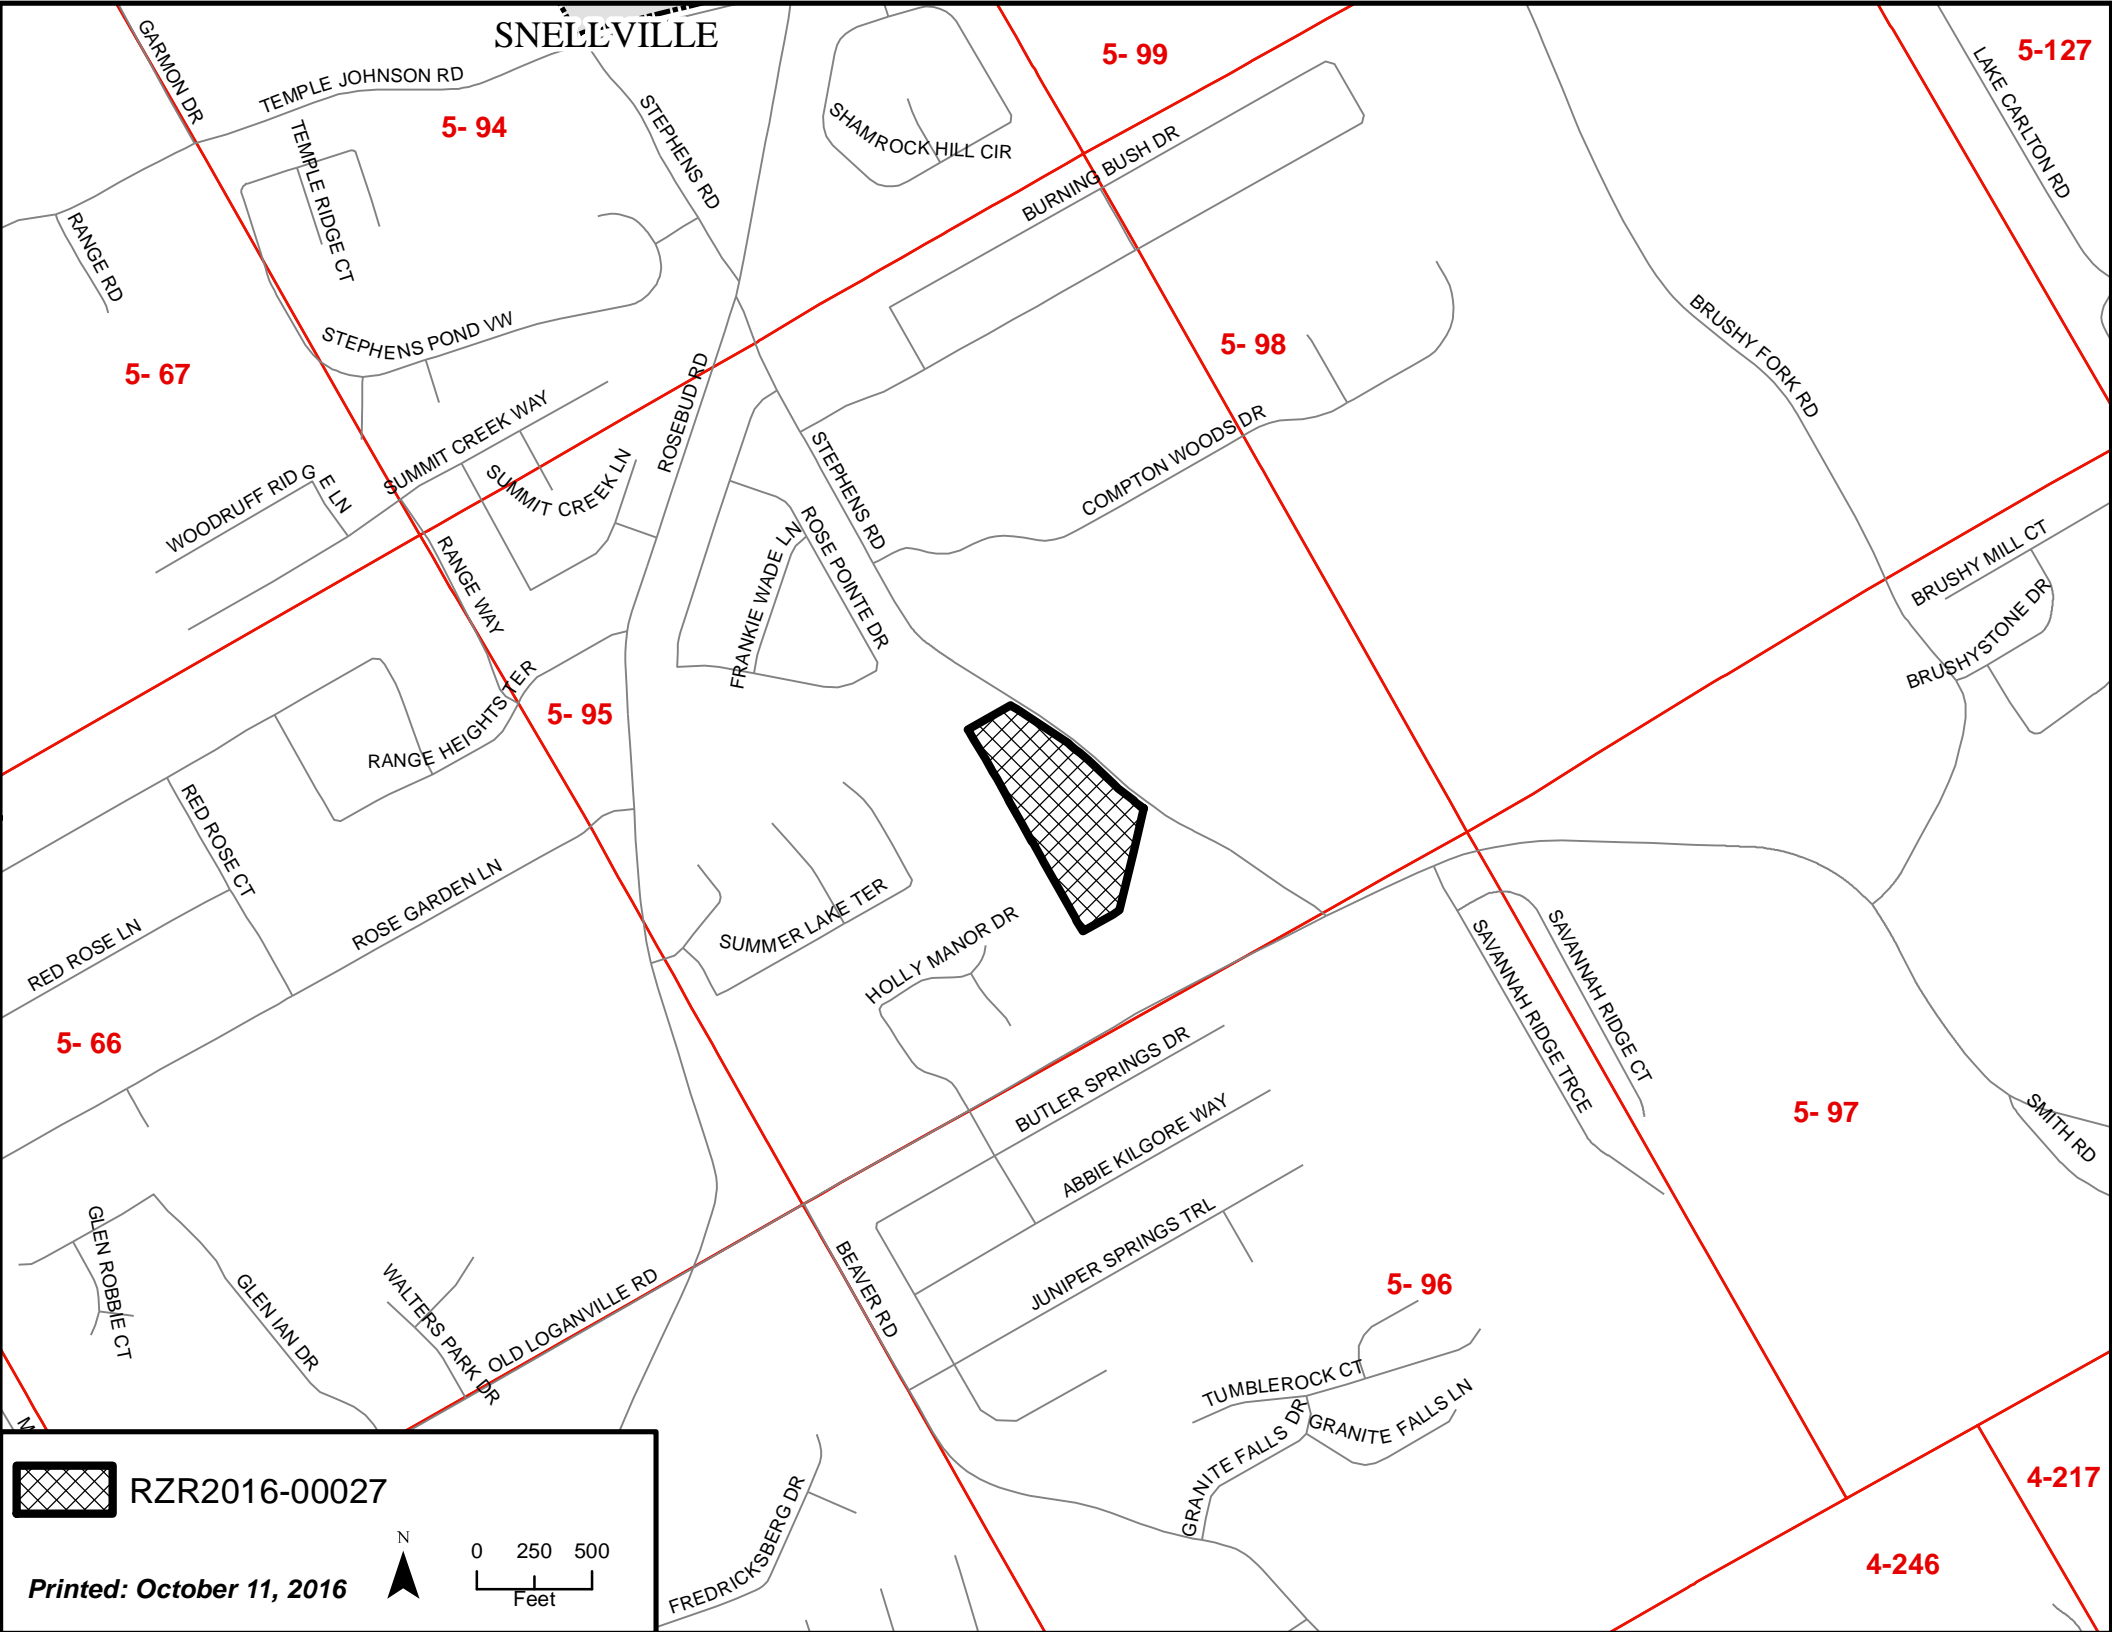 SNELLVILLE
5- 99
5-127
GARMON DR
TEMPLE JOHNSON RD
LAKE CARLTON RD
5- 94
STEPHENS RD
SHAMROCK HILL CIR
TEMPLE RIDGE CT
BURNING BUSH DR
RANGE RD
STEPHENS POND VW
5- 67
5- 98
BRUSHY FORK RD
ROSEBUD RD
SUMMIT CREEK WAY
SUMMIT CREEK LN
WOODRUFF RIDGE LN
STEPHENS RD
COMPTON WOODS DR
RANGE WAY
FRANKIE WADE LN
ROSE POINTE DR
BRUSHY MILL CT
BRUSHYSTONE DR
RANGE HEIGHTS TER
5- 95
RED ROSE CT
ROSE GARDEN LN
SUMMER LAKE TER
HOLLY MANOR DR
RED ROSE LN
SAVANNAH RIDGE TRCE
SAVANNAH RIDGE CT
5- 66
BUTLER SPRINGS DR
ABBIE KILGORE WAY
5- 97
SMITH RD
JUNIPER SPRINGS TRL
GLEN ROBBIE CT
GLEN IAN DR
WALTERS PARK DR
OLD LOGANVILLE RD
BEAVER RD
5- 96
TUMBLEROCK CT
GRANITE FALLS LN
GRANITE FALLS DR
M
RZR2016-00027
FREDRICKSBERG DR
4-217
4-246
N
0 250 500
Feet
Printed: October 11, 2016